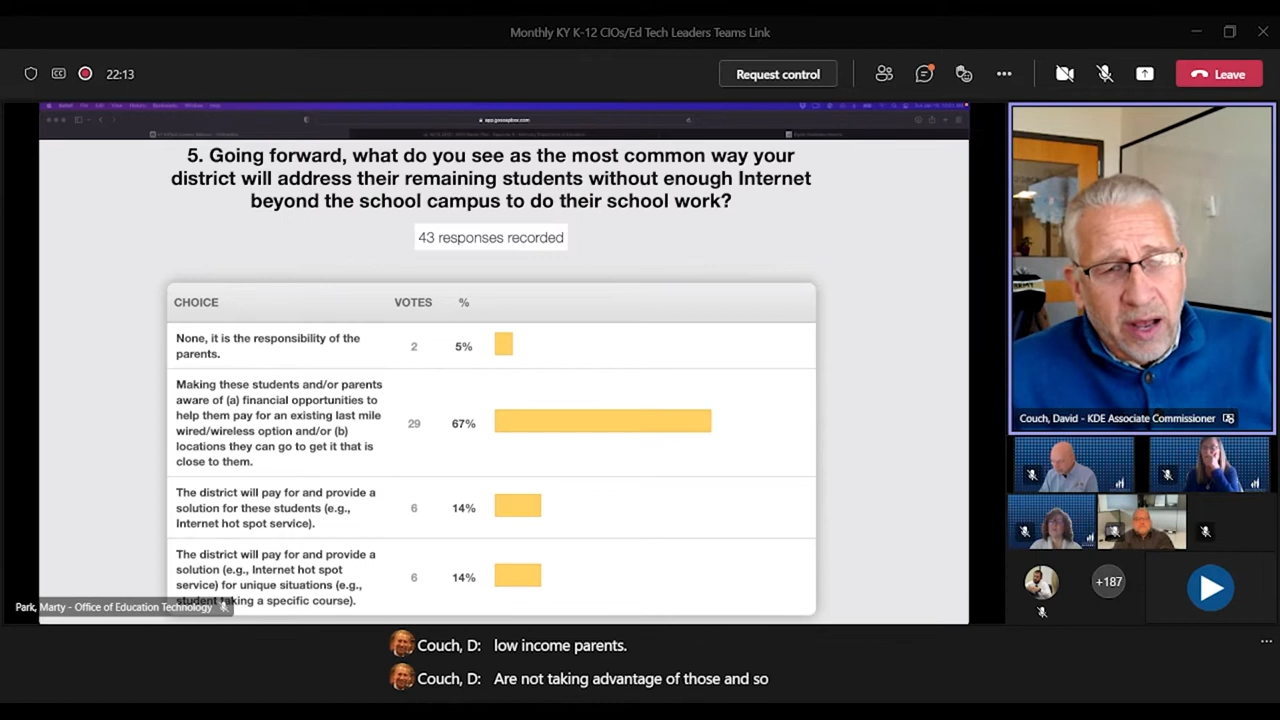 Monthly KY K-12 CIOs/Ed Tech Leaders Teams Link
CC
22:13
Request control
Leave
5. Going forward, what do you see as the most common way your
district will address their remaining students without enough Internet
beyond the school campus to do their school work?
43 responses recorded
CHOICE VOTES %
None, it is the responsibility of the
parents.
2 5%
Making these students and/or parents
aware of (a) financial opportunities to
help them pay for an existing last mile
wired/wireless option and/or (b)
locations they can go to get it that is
close to them.
29 67%
The district will pay for and provide a
solution for these students (e.g.,
Internet hot spot service).
6 14%
The district will pay for and provide a
solution (e.g., Internet hot spot
service) for unique situations (e.g.,
student taking a specific course).
6 14%
Park, Marty - Office of Education Technology
Couch, David - KDE Associate Commissioner
+187
Couch, D: low income parents.
Couch, D: Are not taking advantage of those and so